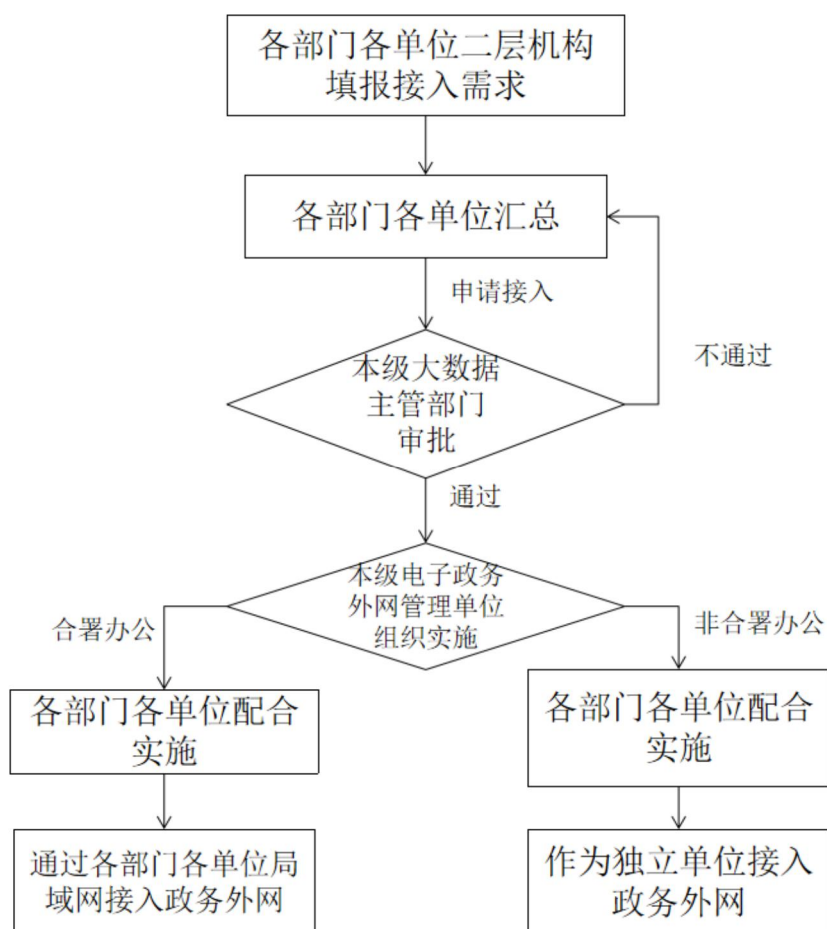 各部门各单位二层机构
填报接入需求
各部门各单位汇总
申请接入
不通过
本级大数据
主管部门
审批
通过
本级电子政务
外网管理单位
组织实施
合署办公
非合署办公
各部门各单位配合
实施
各部门各单位配合
实施
通过各部门各单位局
域网接入政务外网
作为独立单位接入
政务外网